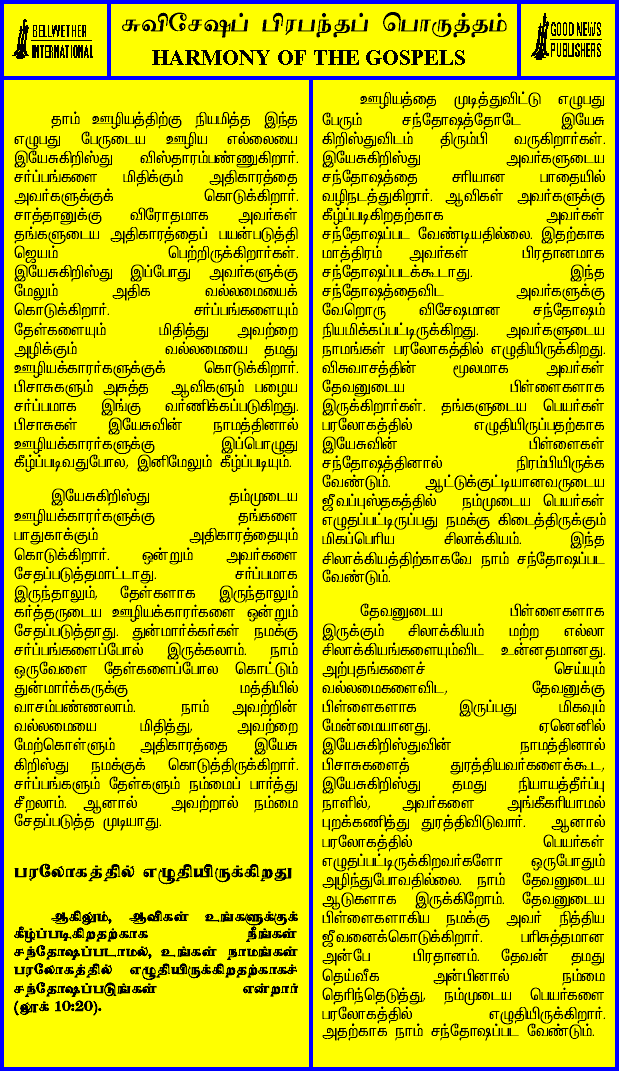 BELLWETHER
INTERNATIONAL
சுவிசேஷப் பிரபந்தப் பொருத்தம்
HARMONY OF THE GOSPELS
GOOD NEWS
PUBLISHERS
தாம் ஊழியத்திற்கு நியமித்த இந்த
எழுபது பேருடைய ஊழிய எல்லையை
இயேசுகிறிஸ்து விஸ்தாரம்பண்ணுகிறார்.
சர்ப்பங்களை மிதிக்கும் அதிகாரத்தை
அவர்களுக்குக் கொடுக்கிறார்.
சாத்தானுக்கு விரோதமாக அவர்கள்
தங்களுடைய அதிகாரத்தைப் பயன்படுத்தி
ஜெயம் பெற்றிருக்கிறார்கள்.
இயேசுகிறிஸ்து இப்போது அவர்களுக்கு
மேலும் அதிக வல்லமையைக்
கொடுக்கிறார். சர்ப்பங்களையும்
தேள்களையும் மிதித்து அவற்றை
அழிக்கும் வல்லமையை தமது
ஊழியக்காரர்களுக்குக் கொடுக்கிறார்.
பிசாசுகளும் அசுத்த ஆவிகளும் பழைய
சர்ப்பமாக இங்கு வர்ணிக்கப்படுகிறது.
பிசாசுகள் இயேசுவின் நாமத்தினால்
ஊழியக்காரர்களுக்கு இப்பொழுது
கீழ்ப்படிவதுபோல, இனிமேலும் கீழ்ப்படியும்.
இயேசுகிறிஸ்து தம்முடைய
ஊழியக்காரர்களுக்கு தங்களை
பாதுகாக்கும் அதிகாரத்தையும்
கொடுக்கிறார். ஒன்றும் அவர்களை
சேதப்படுத்தமாட்டாது. சர்ப்பமாக
இருந்தாலும், தேள்களாக இருந்தாலும்
கர்த்தருடைய ஊழியக்காரர்களை ஒன்றும்
சேதப்படுத்தாது. துன்மார்க்கர்கள் நமக்கு
சர்ப்பங்களைப்போல் இருக்கலாம். நாம்
ஒருவேளை தேள்களைப்போல கொட்டும்
துன்மார்க்கருக்கு மத்தியில்
வாசம்பண்ணலாம். நாம் அவற்றின்
வல்லமையை மிதித்து, அவற்றை
மேற்கொள்ளும் அதிகாரத்தை இயேசு
கிறிஸ்து நமக்குக் கொடுத்திருக்கிறார்.
சர்ப்பங்களும் தேள்களும் நம்மைப் பார்த்து
சீறலாம். ஆனால் அவற்றால் நம்மை
சேதப்படுத்த முடியாது.
பரலோகத்தில் எழுதியிருக்கிறது
ஆகிலும், ஆவிகள் உங்களுக்குக்
கீழ்ப்படிகிறதற்காக நீங்கள்
சந்தோஷப்படாமல், உங்கள் நாமங்கள்
பரலோகத்தில் எழுதியிருக்கிறதற்காகச்
சந்தோஷப்படுங்கள் என்றார்
(லூக் 10:20).
ஊழியத்தை முடித்துவிட்டு எழுபது
பேரும் சந்தோஷத்தோடே இயேசு
கிறிஸ்துவிடம் திரும்பி வருகிறார்கள்.
இயேசுகிறிஸ்து அவர்களுடைய
சந்தோஷத்தை சரியான பாதையில்
வழிநடத்துகிறார். ஆவிகள் அவர்களுக்கு
கீழ்ப்படிகிறதற்காக அவர்கள்
சந்தோஷப்பட வேண்டியதில்லை. இதற்காக
மாத்திரம் அவர்கள் பிரதானமாக
சந்தோஷப்படக்கூடாது. இந்த
சந்தோஷத்தைவிட அவர்களுக்கு
வேறொரு விசேஷமான சந்தோஷம்
நியமிக்கப்பட்டிருக்கிறது. அவர்களுடைய
நாமங்கள் பரலோகத்தில் எழுதியிருக்கிறது.
விசுவாசத்தின் மூலமாக அவர்கள்
தேவனுடைய பிள்ளைகளாக
இருக்கிறார்கள். தங்களுடைய பெயர்கள்
பரலோகத்தில் எழுதியிருப்பதற்காக
இயேசுவின் பிள்ளைகள்
சந்தோஷத்தினால் நிரம்பியிருக்க
வேண்டும். ஆட்டுக்குட்டியானவருடைய
ஜீவப்புஸ்தகத்தில் நம்முடைய பெயர்கள்
எழுதப்பட்டிருப்பது நமக்கு கிடைத்திருக்கும்
மிகப்பெரிய சிலாக்கியம். இந்த
சிலாக்கியத்திற்காகவே நாம் சந்தோஷப்பட
வேண்டும்.
தேவனுடைய பிள்ளைகளாக
இருக்கும் சிலாக்கியம் மற்ற எல்லா
சிலாக்கியங்களையும்விட உன்னதமானது.
அற்புதங்களைச் செய்யும்
வல்லமைகளைவிட, தேவனுக்கு
பிள்ளைகளாக இருப்பது மிகவும்
மேன்மையானது. ஏனெனில்
இயேசுகிறிஸ்துவின் நாமத்தினால்
பிசாசுகளைத் துரத்தியவர்களைக்கூட,
இயேசுகிறிஸ்து தமது நியாயத்தீர்ப்பு
நாளில், அவர்களை அங்கீகரியாமல்
புறக்கணித்து துரத்திவிடுவார். ஆனால்
பரலோகத்தில் பெயர்கள்
எழுதப்பட்டிருக்கிறவர்களோ ஒருபோதும்
அழிந்துபோவதில்லை. நாம் தேவனுடைய
ஆடுகளாக இருக்கிறோம். தேவனுடைய
பிள்ளைகளாகிய நமக்கு அவர் நித்திய
ஜீவனைக்கொடுக்கிறார். பரிசுத்தமான
அன்பே பிரதானம். தேவன் தமது
தெய்வீக அன்பினால் நம்மை
தெரிந்தெடுத்து, நம்முடைய பெயர்களை
பரலோகத்தில் எழுதியிருக்கிறார்.
அதற்காக நாம் சந்தோஷப்பட வேண்டும்.